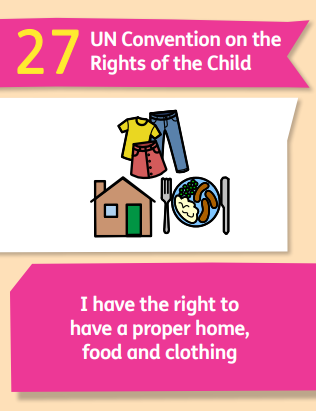 27 UN Convention on the
Rights of the Child
I have the right to
have a proper home,
food and clothing